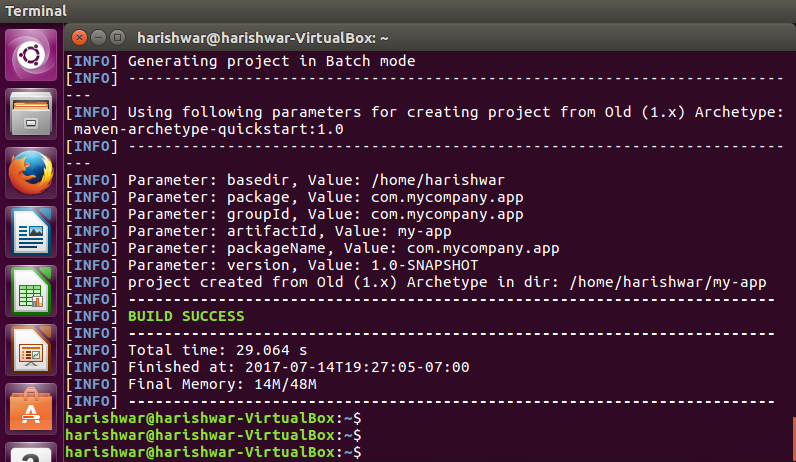 Terminal
harishwar@harishwar-VirtualBox: ~
[INFO] Generating project in Batch mode
[INFO] -------------------------------------------------------------------------
---
[INFO] Using following parameters for creating project from Old (1.x) Archetype:
 maven-archetype-quickstart:1.0
[INFO] -------------------------------------------------------------------------
---
[INFO] Parameter: basedir, Value: /home/harishwar
[INFO] Parameter: package, Value: com.mycompany.app
[INFO] Parameter: groupId, Value: com.mycompany.app
[INFO] Parameter: artifactId, Value: my-app
[INFO] Parameter: packageName, Value: com.mycompany.app
[INFO] Parameter: version, Value: 1.0-SNAPSHOT
[INFO] project created from Old (1.x) Archetype in dir: /home/harishwar/my-app
[INFO] ------------------------------------------------------------------------
[INFO] BUILD SUCCESS
[INFO] ------------------------------------------------------------------------
[INFO] Total time: 29.064 s
[INFO] Finished at: 2017-07-14T19:27:05-07:00
[INFO] Final Memory: 14M/48M
[INFO] ------------------------------------------------------------------------
harishwar@harishwar-VirtualBox:~$
harishwar@harishwar-VirtualBox:~$
harishwar@harishwar-VirtualBox:~$